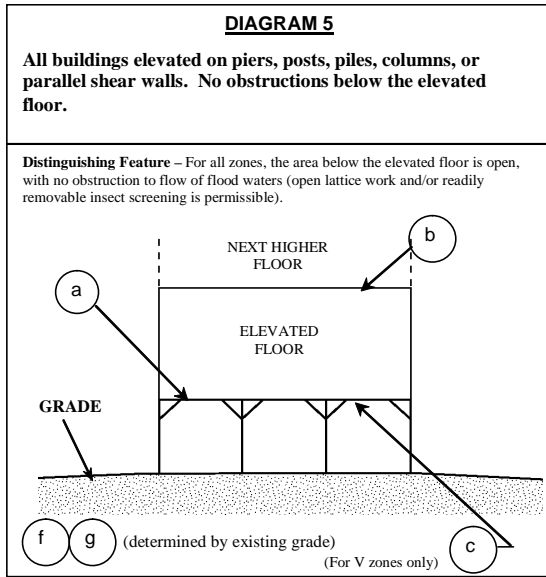 DIAGRAM 5
All buildings elevated on piers, posts, piles, columns, or
parallel shear walls.  No obstructions below the elevated
floor.
Distinguishing Feature – For all zones, the area below the elevated floor is open,
with no obstruction to flow of flood waters (open lattice work and/or readily
removable insect screening is permissible).
b
NEXT HIGHER
FLOOR
a
ELEVATED
FLOOR
GRADE
f g (determined by existing grade)
c
(For V zones only)